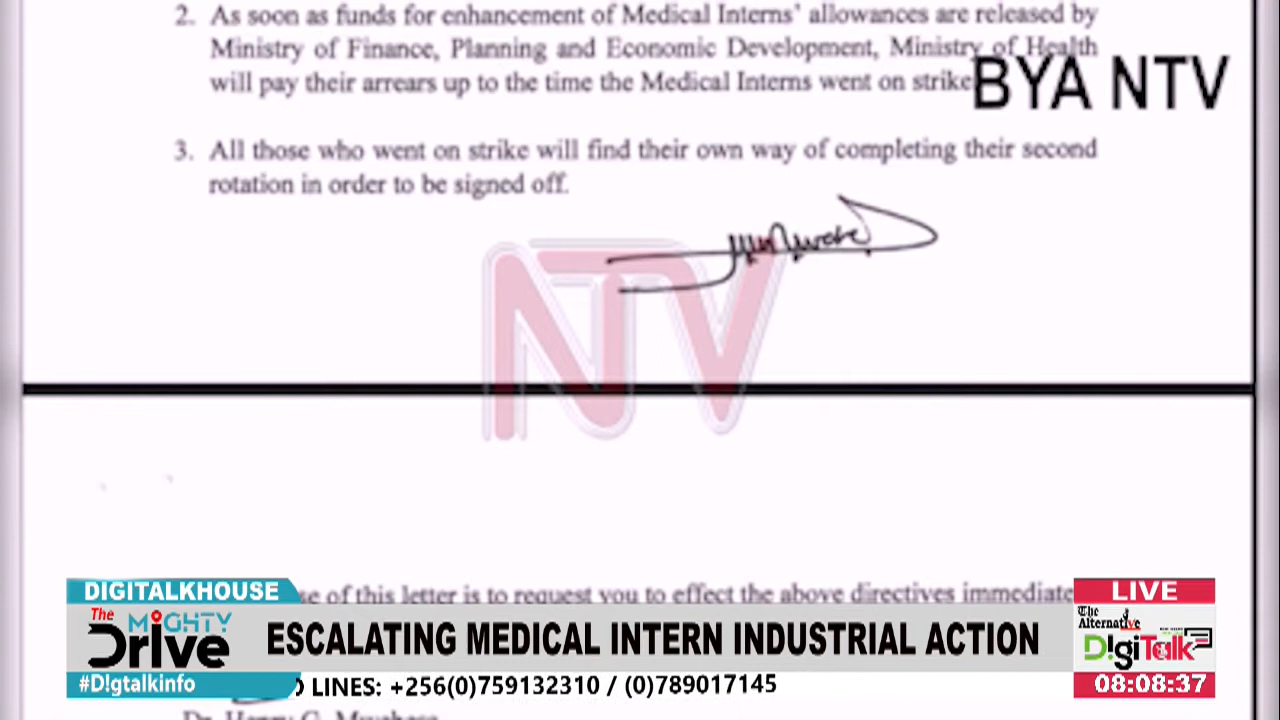 2. As soon as funds for enhancement of Medical Interns' allowances are released by
Ministry of Finance, Planning and Economic Development, Ministry of Health
will pay their arrears up to the time the Medical Interns went on strike
BYA NTV
3. All those who went on strike will find their own way of completing their second
rotation in order to be signed off.
NTV
of this letter is to request you to effect the above directives
DIGITALKHOUSE
The MiGHTY
Drive
#D!gtalkinfo
ESCALATING MEDICAL INTERN INDUSTRIAL ACTION
LINES: +256(0)759132310 / (0)789017145
LIVE
The
Alternative
D!giTalk
08:08:37
Dr. Henry G.